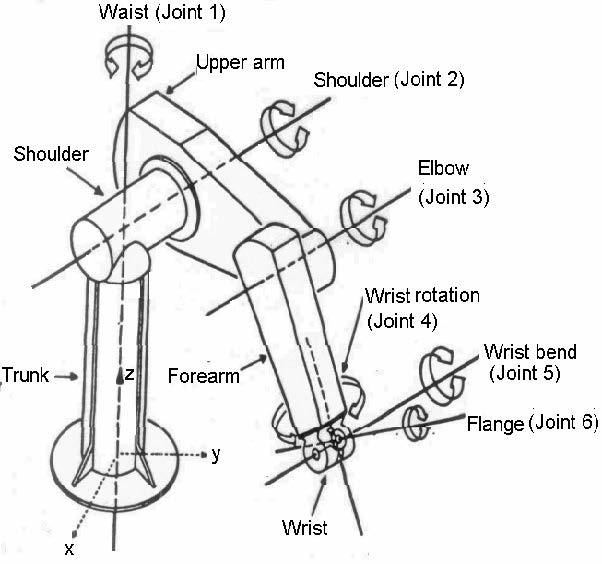 Waist (Joint 1)
Upper arm
Shoulder (Joint 2)
Shoulder
Elbow
(Joint 3)
Wrist rotation
(Joint 4)
Wrist bend
(Joint 5)
Trunk
z
Forearm
Flange (Joint 6)
y
Wrist
x